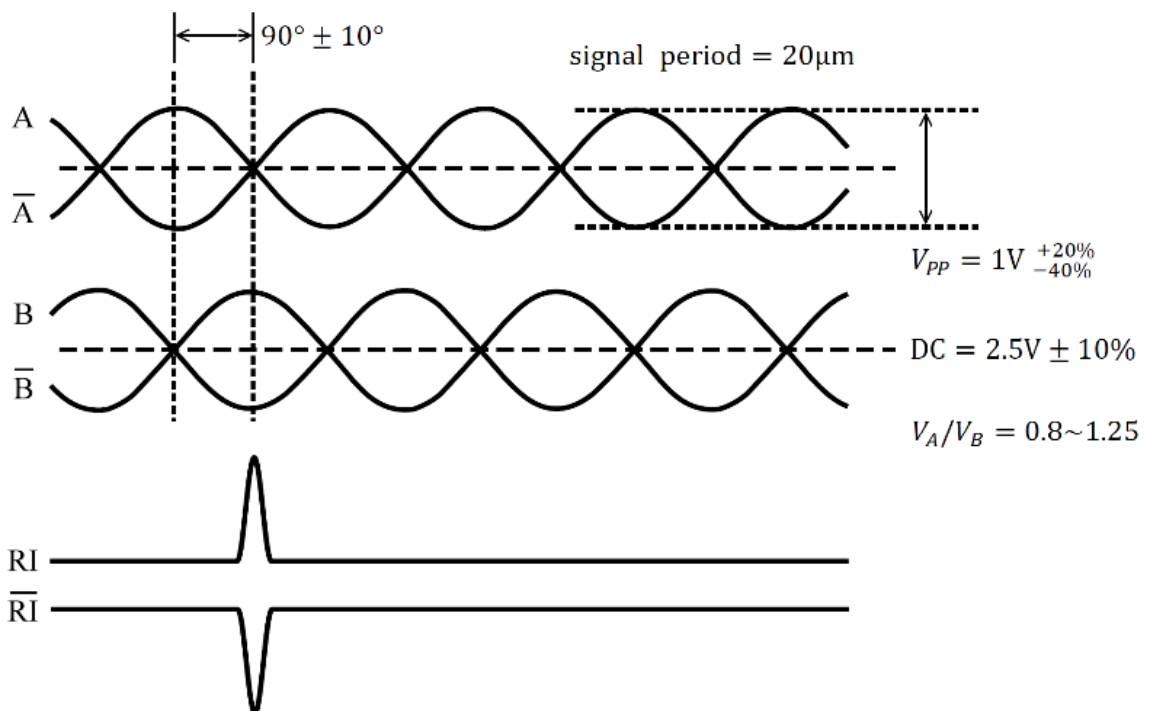 90° ± 10°
signal period = 20μm
A
A̅
V_PP = 1V +20% −40%
B
DC = 2.5V ± 10%
B̅
V_A/V_B = 0.8~1.25
RI
R̅I̅